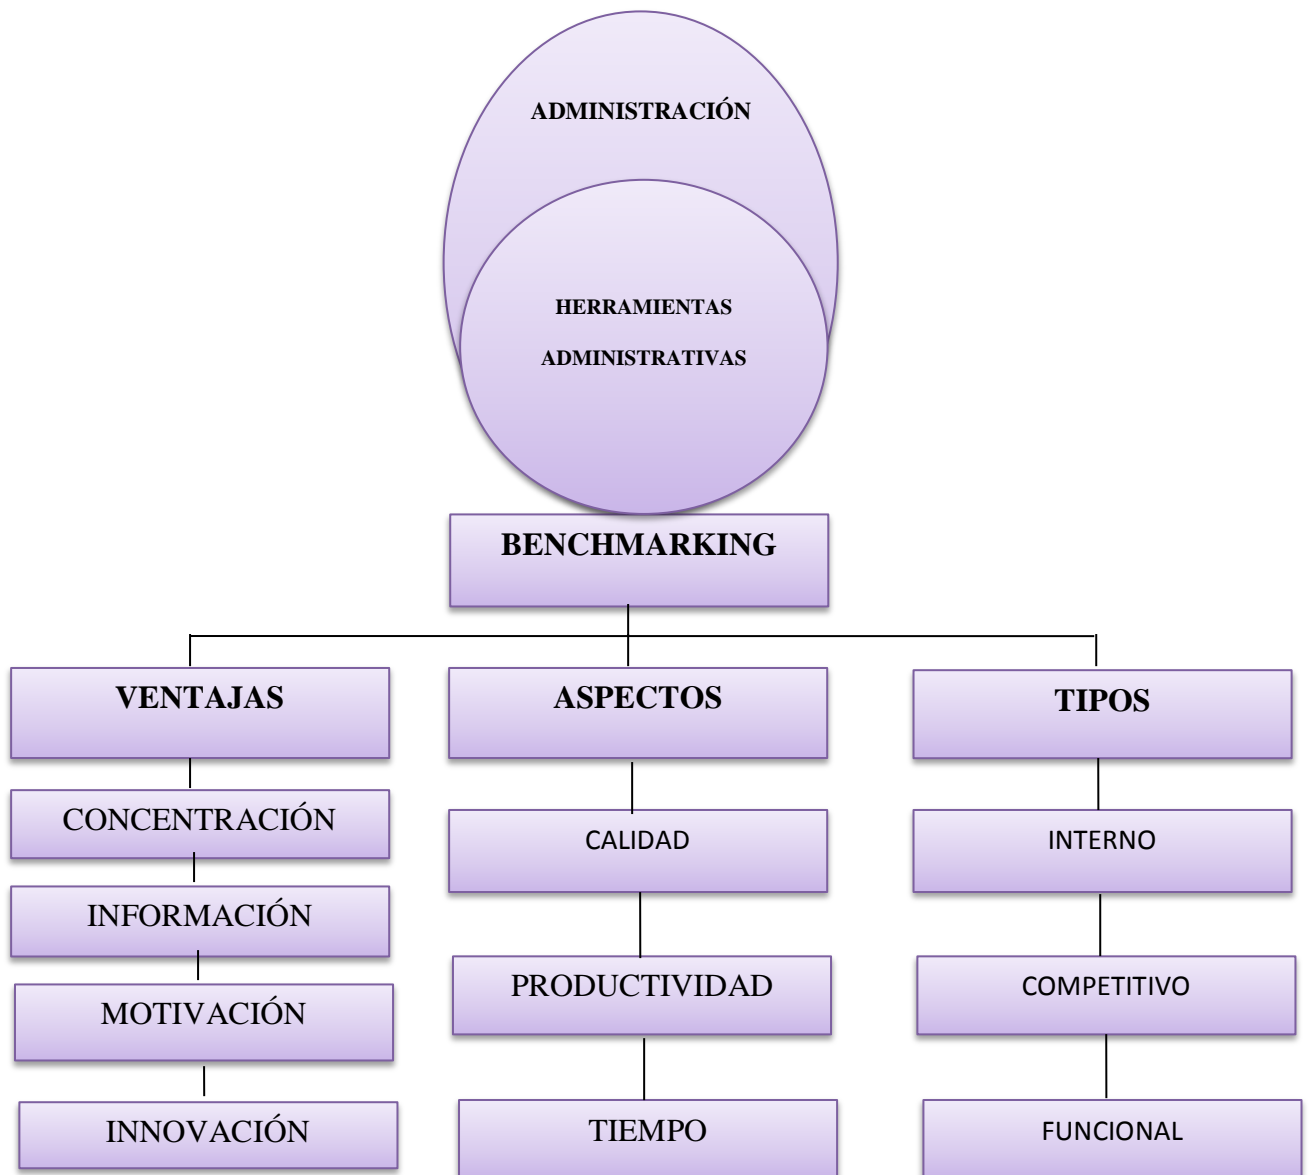 ADMINISTRACIÓN
HERRAMIENTAS
ADMINISTRATIVAS
BENCHMARKING
VENTAJAS
ASPECTOS
TIPOS
CONCENTRACIÓN
INFORMACIÓN
MOTIVACIÓN
INNOVACIÓN
CALIDAD
PRODUCTIVIDAD
TIEMPO
INTERNO
COMPETITIVO
FUNCIONAL